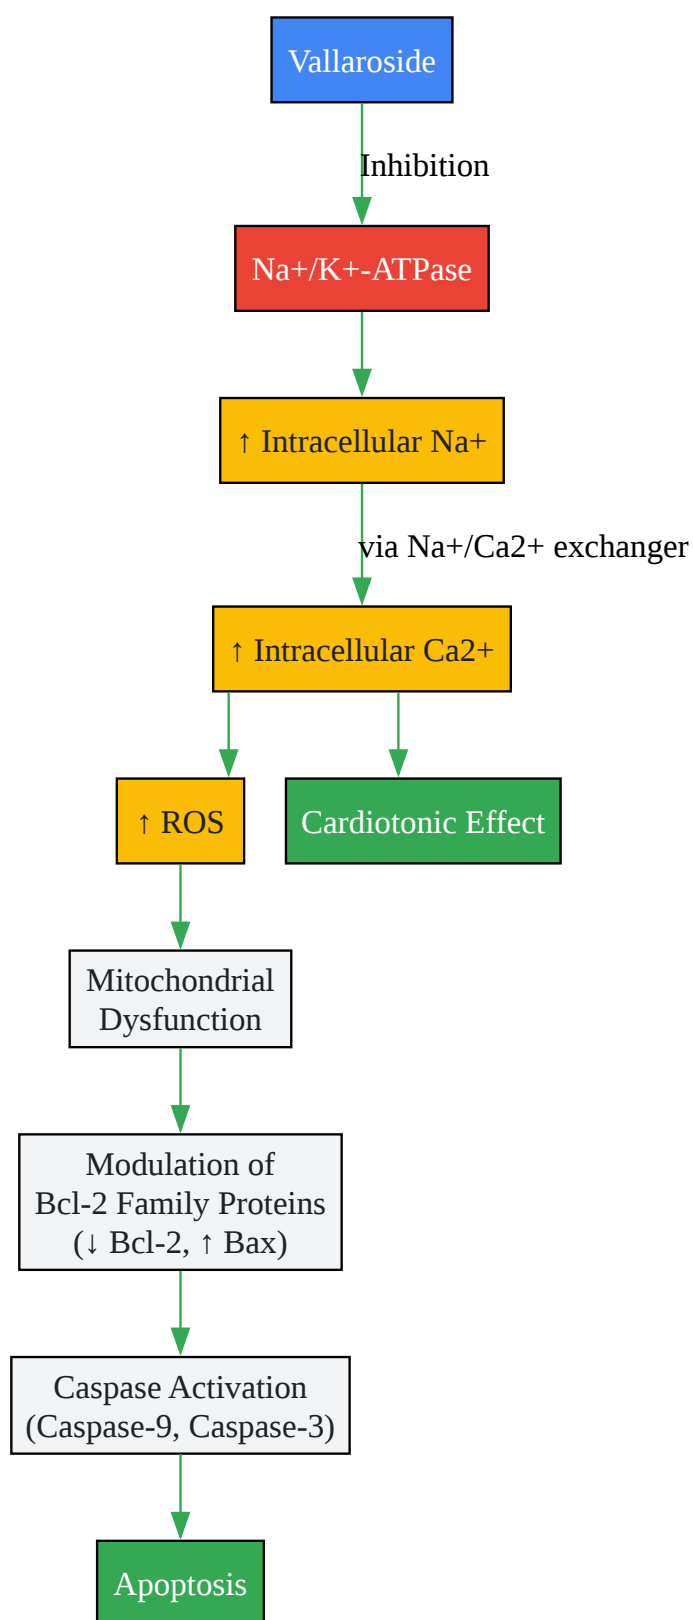 Vallaroside
Inhibition
Na+/K+-ATPase
↑ Intracellular Na+
via Na+/Ca2+ exchanger
↑ Intracellular Ca2+
↑ ROS
Cardiotonic Effect
Mitochondrial
Dysfunction
Modulation of
Bcl-2 Family Proteins
(↓ Bcl-2, ↑ Bax)
Caspase Activation
(Caspase-9, Caspase-3)
Apoptosis